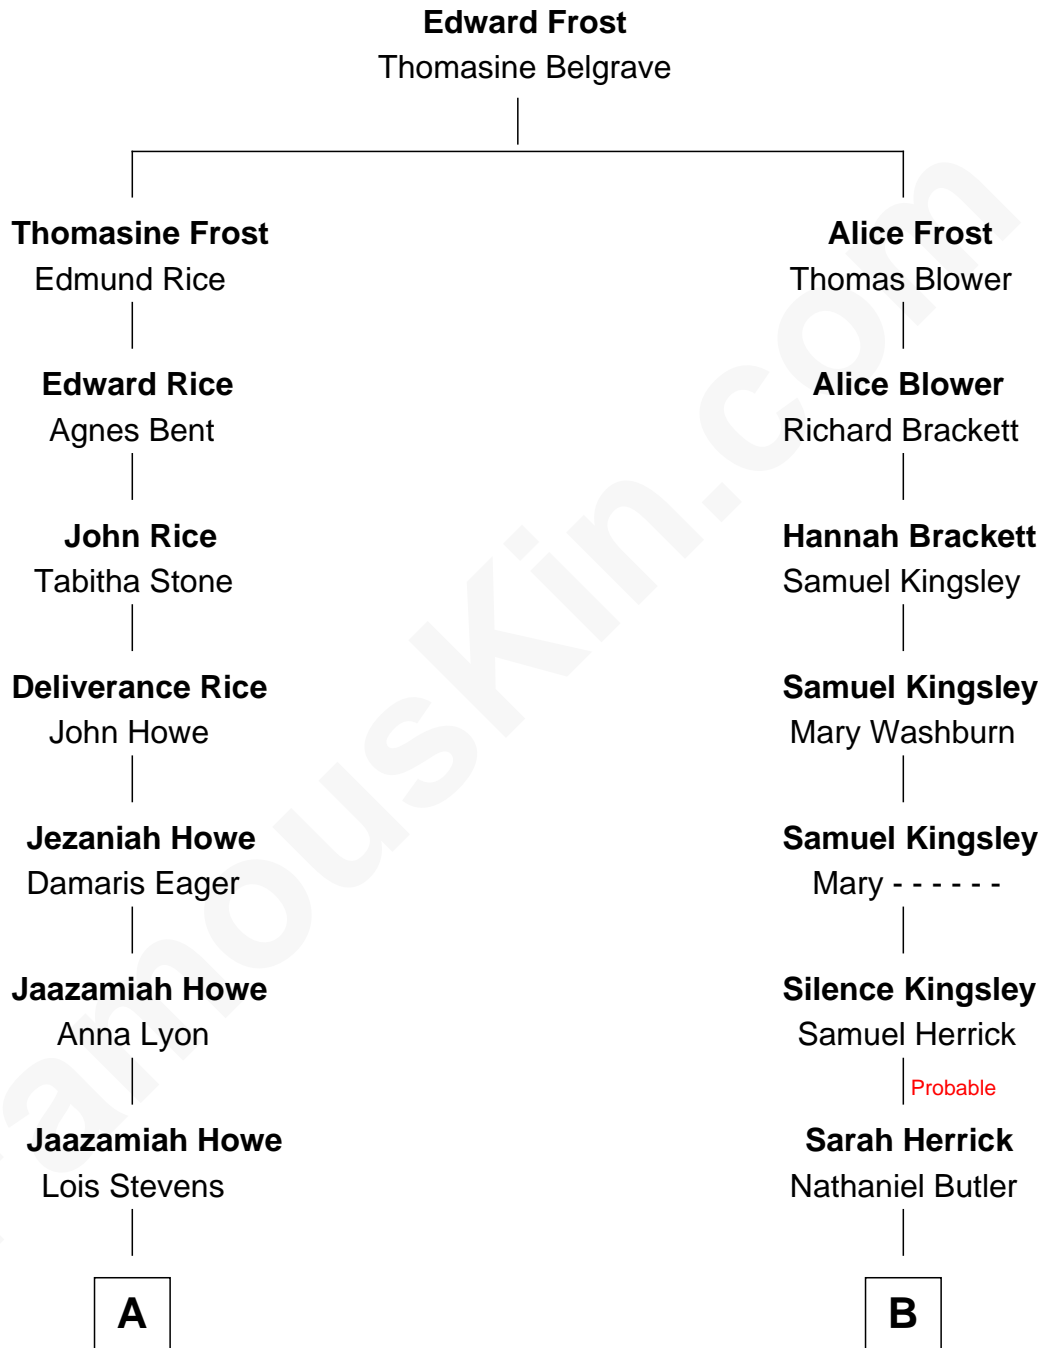 Edward Frost
Thomasine Belgrave
Thomasine Frost
Edmund Rice
Alice Frost
Thomas Blower
Edward Rice
Agnes Bent
Alice Blower
Richard Brackett
John Rice
Tabitha Stone
Hannah Brackett
Samuel Kingsley
Deliverance Rice
John Howe
Samuel Kingsley
Mary Washburn
Jezaniah Howe
Damaris Eager
Samuel Kingsley
Mary - - - - - -
Jaazamiah Howe
Anna Lyon
Silence Kingsley
Samuel Herrick
Probable
Jaazamiah Howe
Lois Stevens
Sarah Herrick
Nathaniel Butler
A
B
FamousKin.com